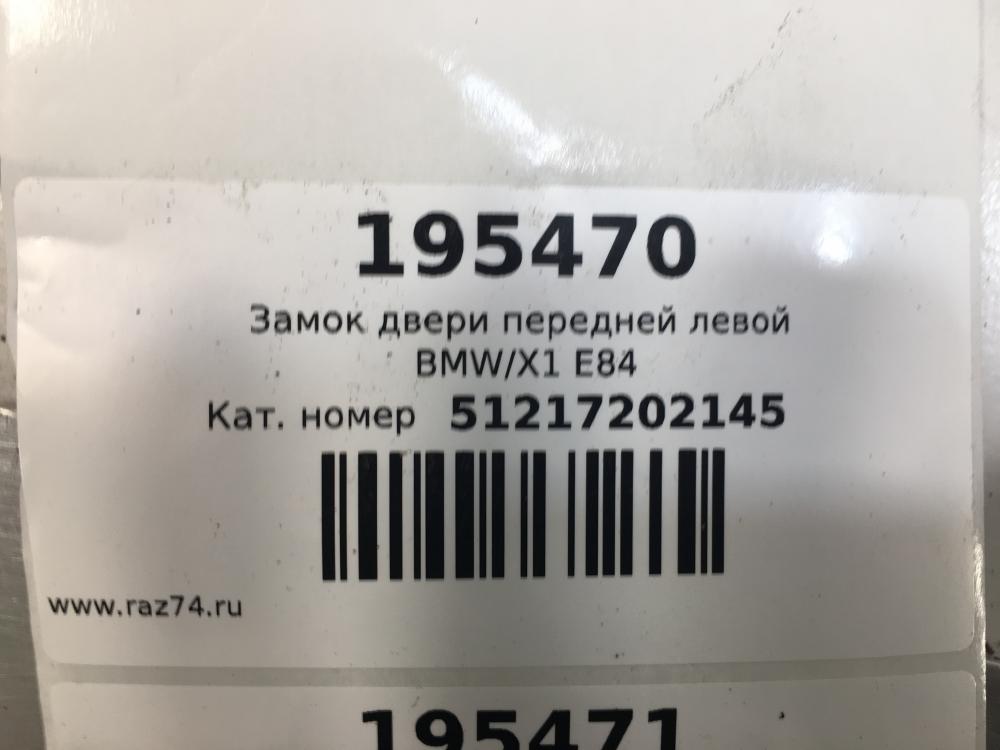 195470
Замок двери передней левой
BMW/X1 E84
Кат. номер 51217202145
www.raz74.ru
195471